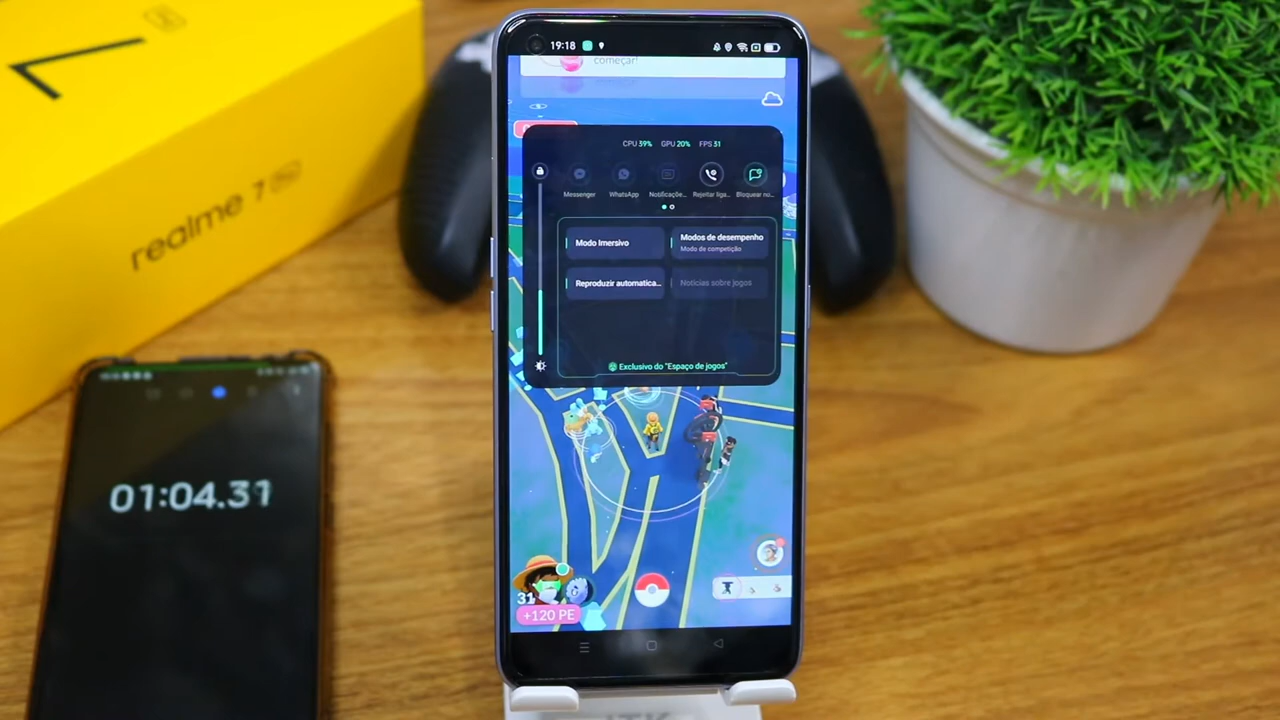 realme 7
01:04.31
19:18
começar!
CPU 39% GPU 20% FPS 31
Messenger
WhatsApp
Notificaçõe...
Rejeitar liga...
Bloquear no...
Modo Imersivo
Modos de desempenho
Modo de competição
Reproduzir automatica...
Notícias sobre jogos
Exclusivo do "Espaço de jogos"
31
+120 PE